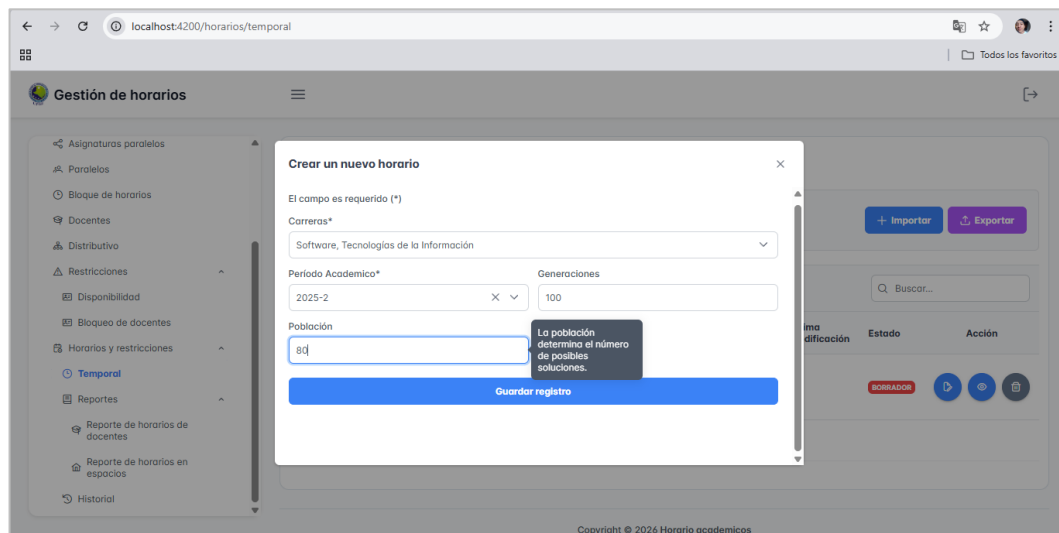 localhost:4200/horarios/temporal
Todos los favoritos
Gestión de horarios
Asignaturas paralelos
Paralelos
Bloque de horarios
Docentes
Distributivo
Restricciones
Disponibilidad
Bloqueo de docentes
Horarios y restricciones
Temporal
Reportes
Reporte de horarios de
docentes
Reporte de horarios en
espacios
Historial
Crear un nuevo horario
El campo es requerido (*)
Carreras*
Software, Tecnologías de la Información
Período Academico*
Generaciones
2025-2
100
Población
80
La población
determina el número
de posibles
soluciones.
Guardar registro
+ Importar
Exportar
Buscar...
ima
dificación
Estado
Acción
BORRADOR
Copyright © 2026 Horario academicos